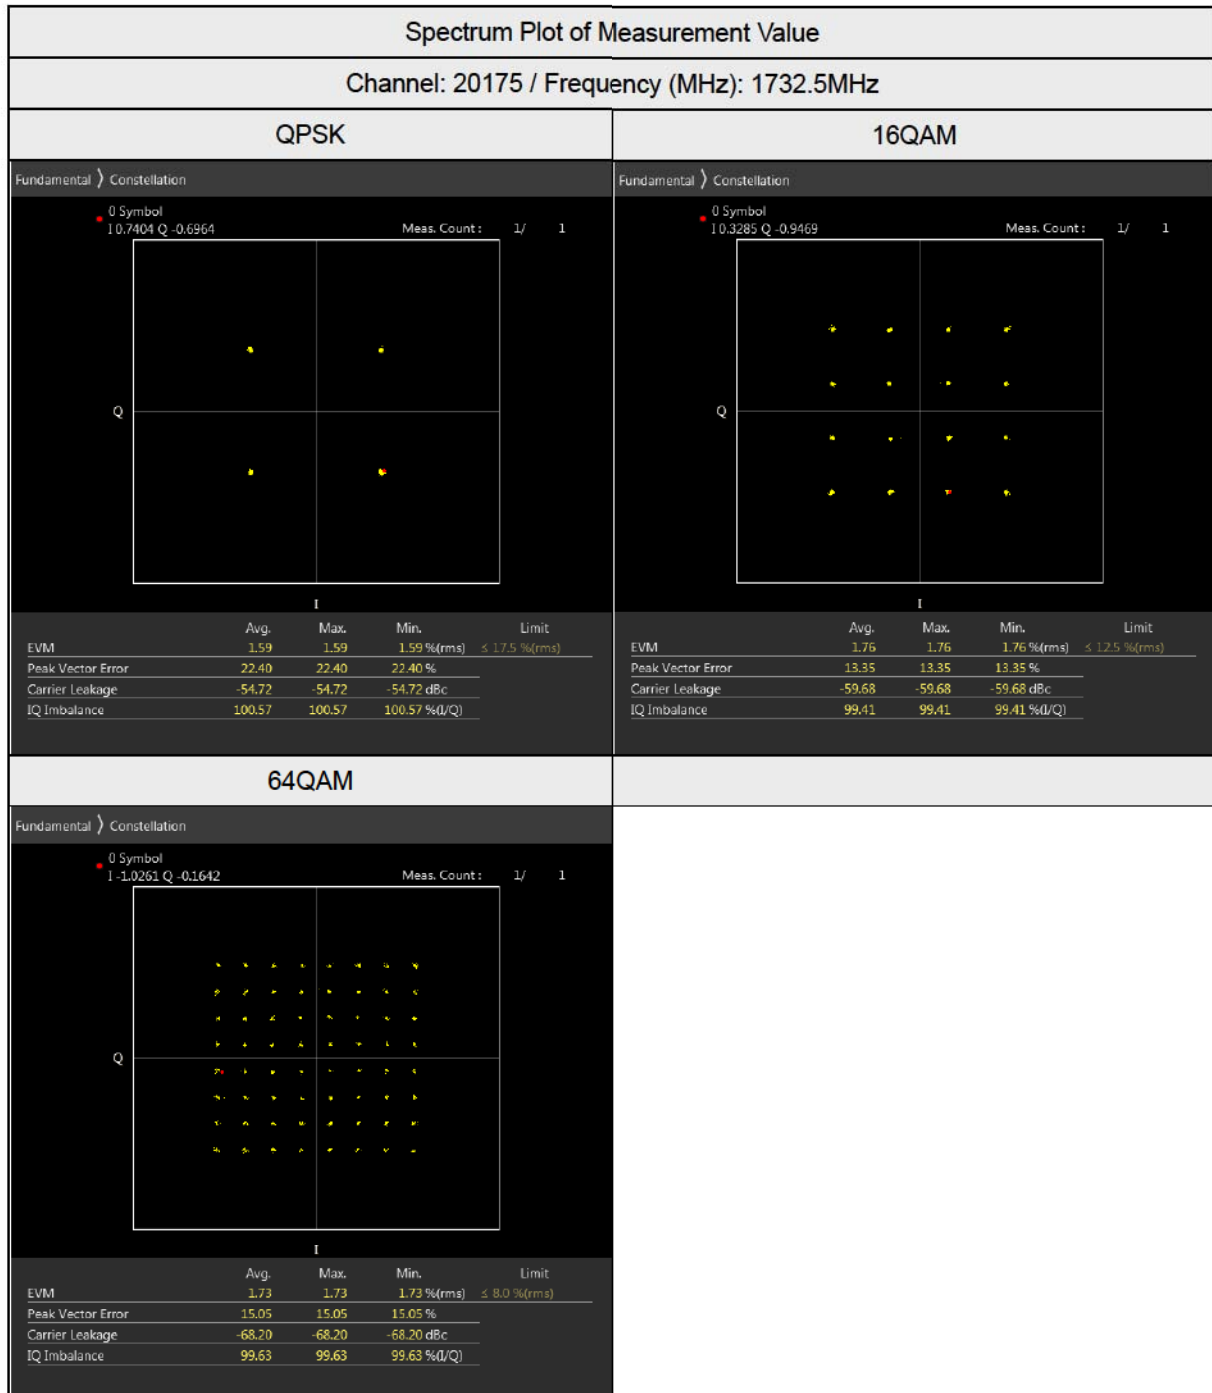 Spectrum Plot of Measurement Value
Channel: 20175 / Frequency (MHz): 1732.5MHz
QPSK
16QAM
Fundamental 〉 Constellation
0 Symbol
I 0.7404 Q -0.6964 Meas. Count : 1/ 1
Q
I
Avg. Max. Min. Limit
EVM 1.59 1.59 1.59 %(rms) ≤ 17.5 %(rms)
Peak Vector Error 22.40 22.40 22.40 %
Carrier Leakage -54.72 -54.72 -54.72 dBc
IQ Imbalance 100.57 100.57 100.57 %(I/Q)
Fundamental 〉 Constellation
0 Symbol
I 0.3285 Q -0.9469 Meas. Count : 1/ 1
Q
I
Avg. Max. Min. Limit
EVM 1.76 1.76 1.76 %(rms) ≤ 12.5 %(rms)
Peak Vector Error 13.35 13.35 13.35 %
Carrier Leakage -59.68 -59.68 -59.68 dBc
IQ Imbalance 99.41 99.41 99.41 %(I/Q)
64QAM
Fundamental 〉 Constellation
0 Symbol
I -1.0261 Q -0.1642 Meas. Count : 1/ 1
Q
I
Avg. Max. Min. Limit
EVM 1.73 1.73 1.73 %(rms) ≤ 8.0 %(rms)
Peak Vector Error 15.05 15.05 15.05 %
Carrier Leakage -68.20 -68.20 -68.20 dBc
IQ Imbalance 99.63 99.63 99.63 %(I/Q)